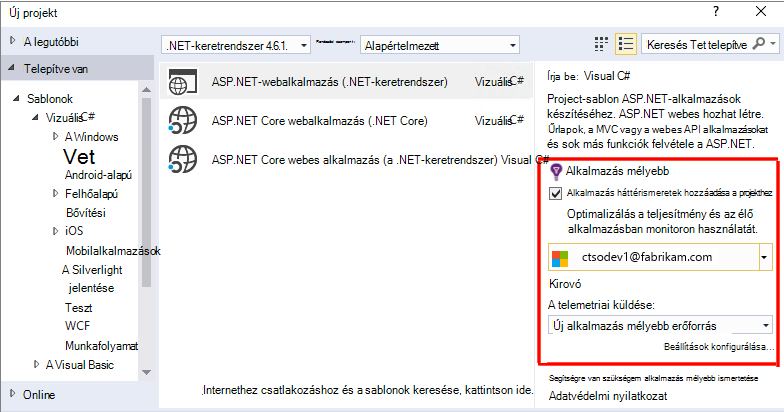 Új projekt
A legutóbbi
.NET-keretrendszer 4.6.1.
Alapértelmezett
Keresés Tet telepítve
Telepítve van
Sablonok
Vizuális C#
A Windows
Vet
Android-alapú
Felhőalapú
Bővítési
iOS
Mobilalkalmazások
A Silverlight
jelentése
Teszt
WCF
Munkafolyamat
A Visual Basic
Online
ASP.NET-webalkalmazás (.NET-keretrendszer) Vizuális C#
ASP.NET Core webalkalmazás (.NET Core) Vizuális C#
ASP.NET Core webes alkalmazás (a .NET-keretrendszer) Visual C#
Internethez csatlakozáshoz és a sablonok keresése, kattintson ide.
Írja be: Visual C#
Project-sablon ASP.NET-alkalmazások
készítéséhez. ASP.NET webes hozhat létre.
Űrlapok, a MVC vagy a webes API alkalmazásokat
és sok más funkciók felvétele a ASP.NET.
Alkalmazás mélyebb
Alkalmazás háttérismeretek hozzáadása a projekthez
Optimalizálás a teljesítmény és az élő
alkalmazásban monitoron használatát.
ctsodev1@fabrikam.com
Kirovó
A telemetriai küldése:
Új alkalmazás mélyebb erőforrás
Beállítások konfigurálása...
Segítségre van szükségem alkalmazás mélyebb ismertetése
Adatvédelmi nyilatkozat